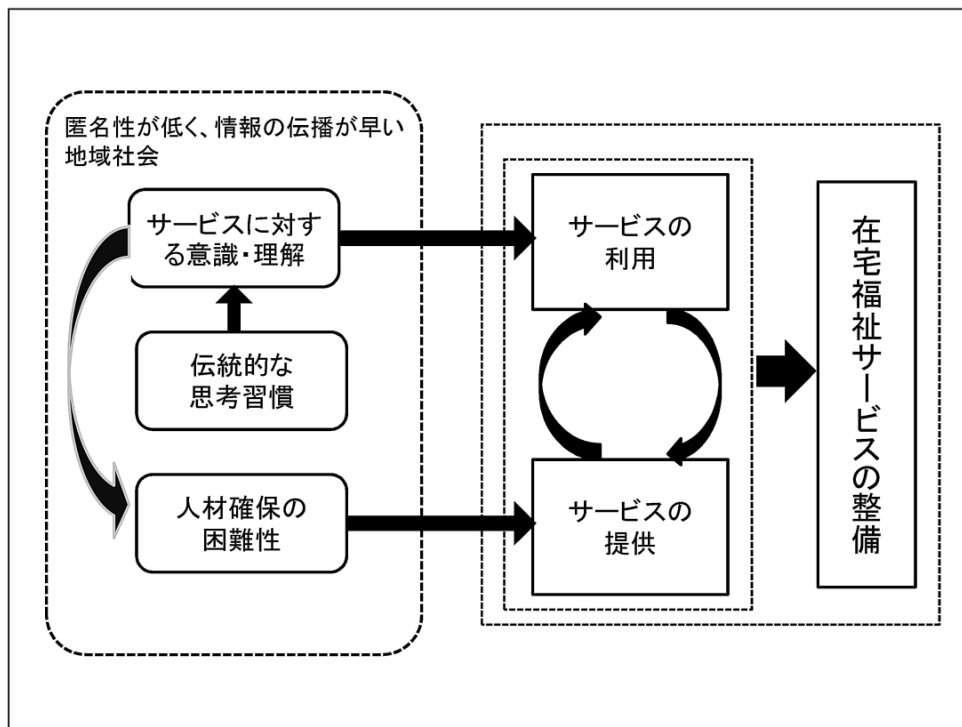 匿名性が低く、情報の伝播が早い
地域社会
サービスに対す
る意識・理解
伝統的な
思考習慣
人材確保の
困難性
サービスの
利用
サービスの
提供
在宅福祉サービスの整備